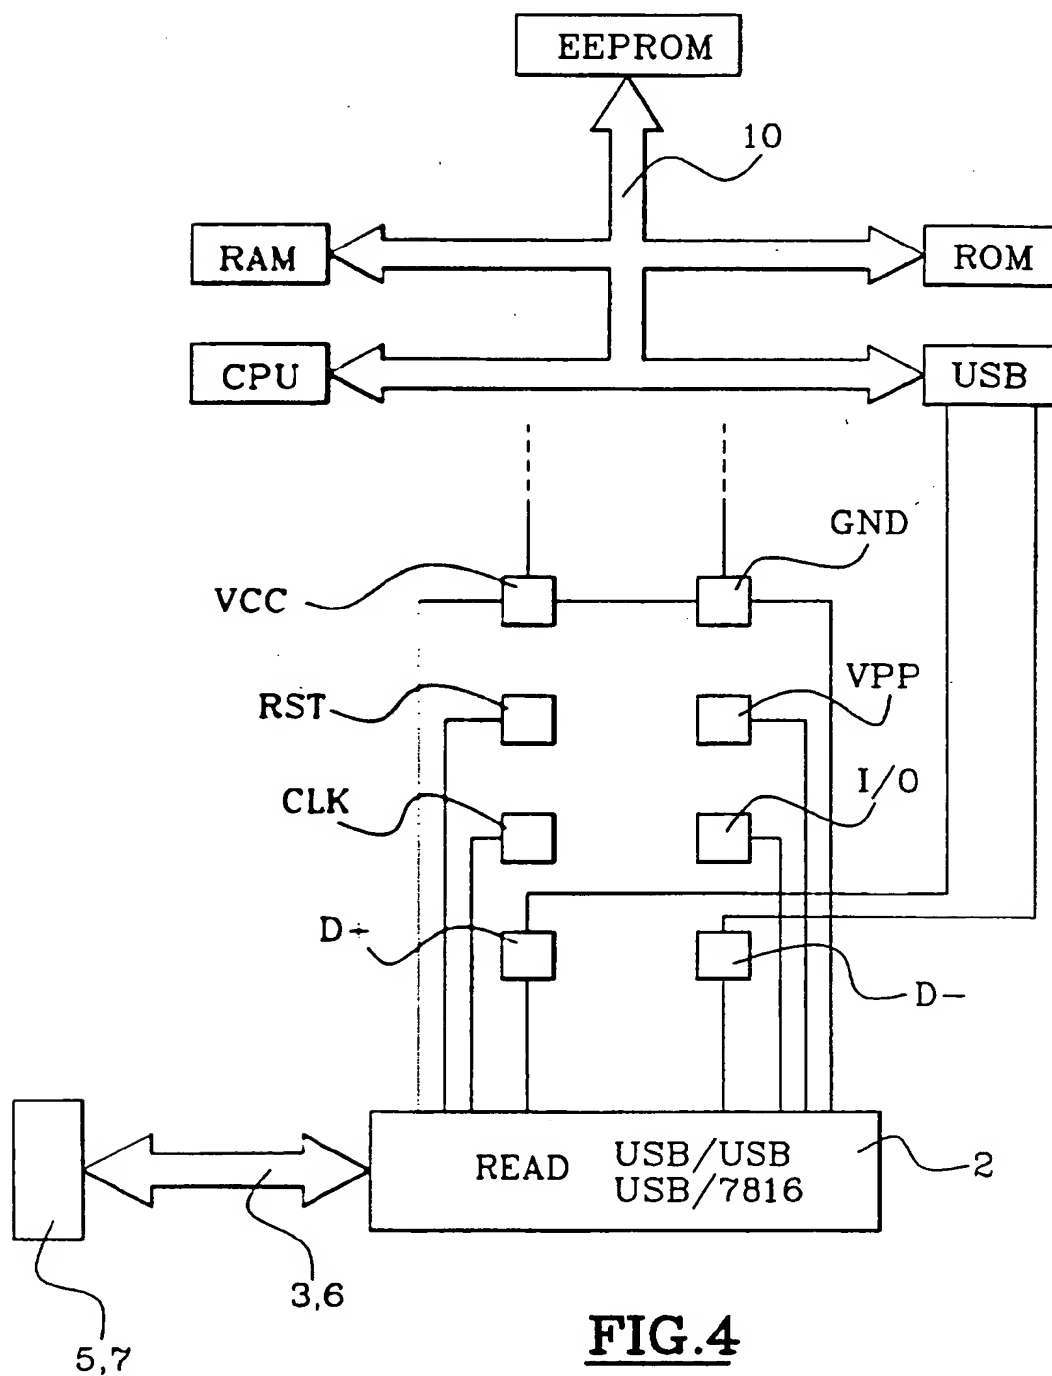 EEPROM
10
RAM
ROM
CPU
USB
GND
VCC
VPP
RST
I/O
CLK
D+
D-
READ USB/USB
USB/7816
2
3,6
5,7
FIG.4